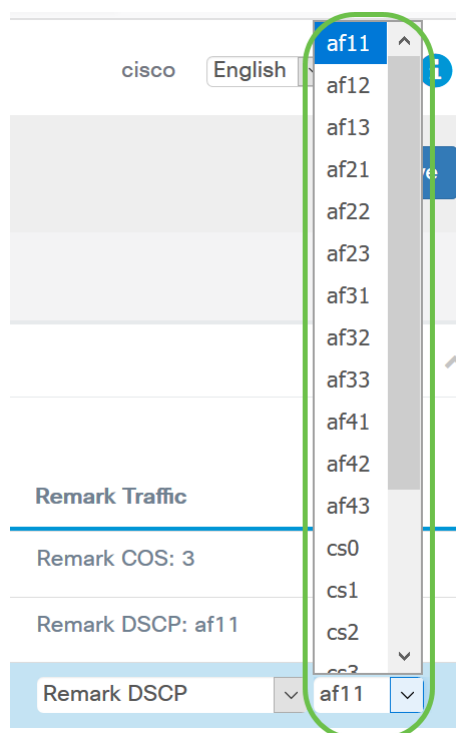 cisco English
af11
af12
af13
af21
af22
af23
af31
af32
af33
af41
af42
af43
cs0
cs1
cs2
cs3
Remark Traffic
Remark COS: 3
Remark DSCP: af11
Remark DSCP af11